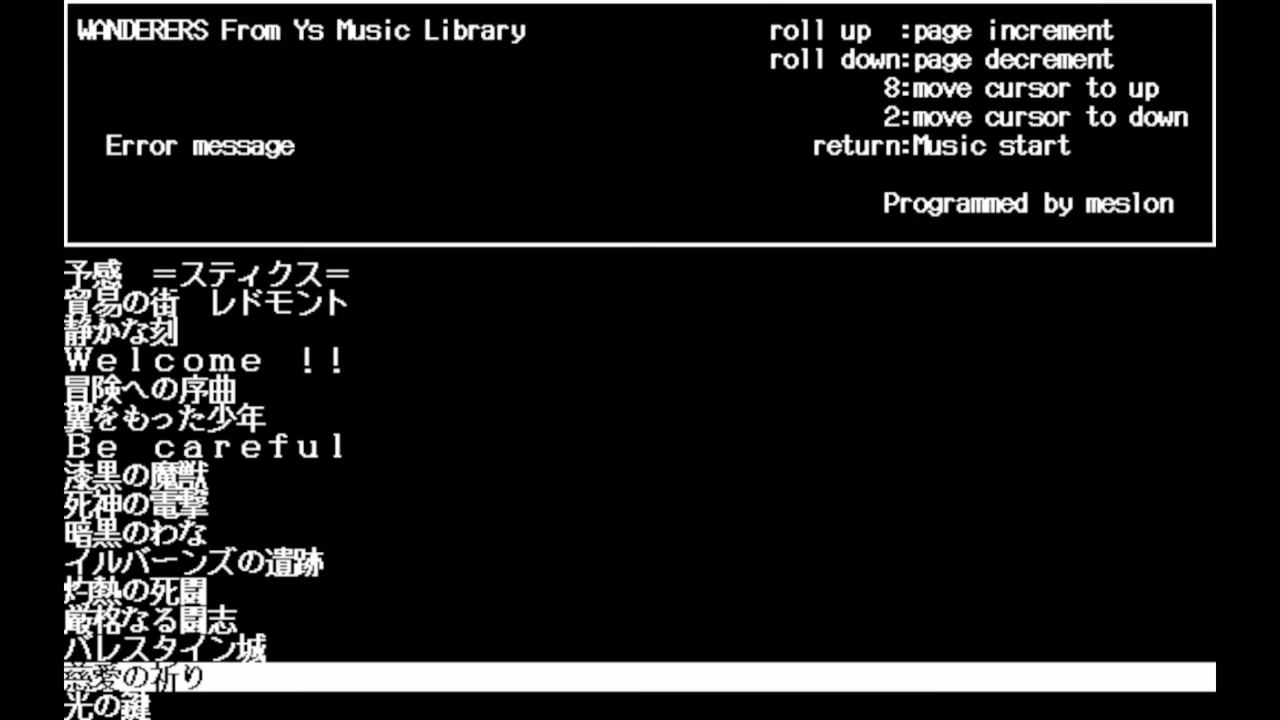 WANDERERS From Ys Music Library
roll up  :page increment
roll down:page decrement
8:move cursor to up
2:move cursor to down
Error message
return:Music start
Programmed by meslon
予感　＝スティクス＝
貿易の街　レドモント
静かな刻
Ｗｅｌｃｏｍｅ　！！
冒険への序曲
翼をもった少年
Ｂｅ　ｃａｒｅｆｕｌ
漆黒の魔獣
死神の電撃
暗黒のわな
イルバーンズの遺跡
灼熱の死闘
厳格なる闘志
バレスタイン城
慈愛の祈り
光の鍵